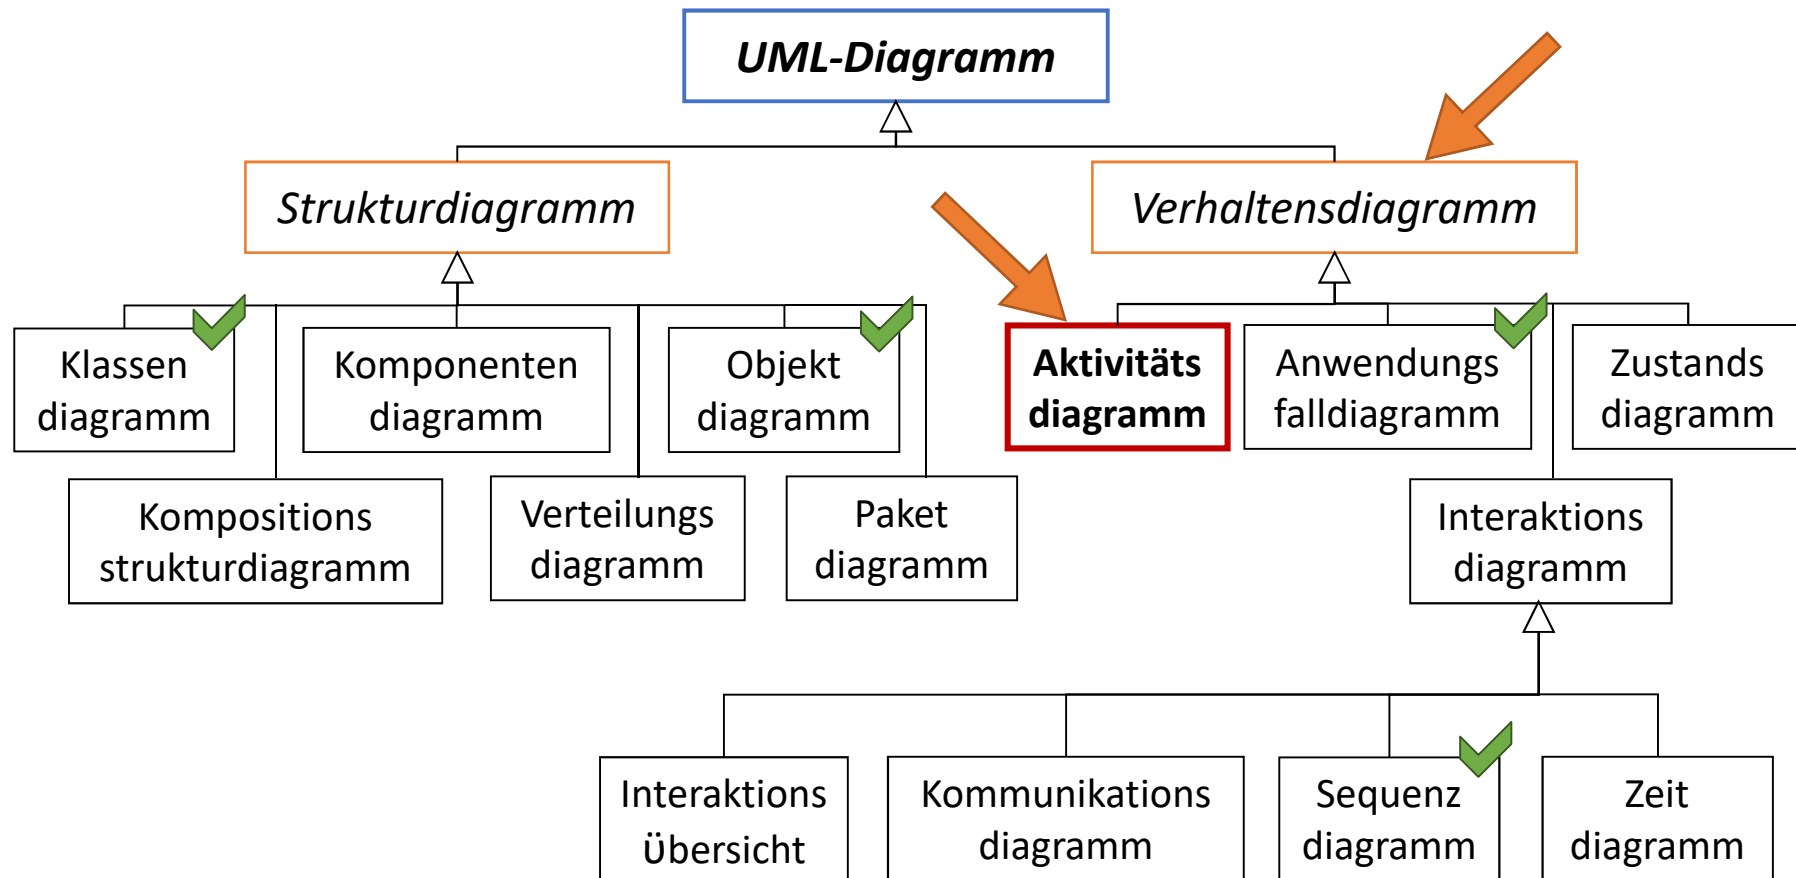 UML-Diagramm
Strukturdiagramm
Verhaltensdiagramm
Klassen
diagramm
Komponenten
diagramm
Objekt
diagramm
Aktivitäts
diagramm
Anwendungs
falldiagramm
Zustands
diagramm
Kompositions
strukturdiagramm
Verteilungs
diagramm
Paket
diagramm
Interaktions
diagramm
Interaktions
Übersicht
Kommunikations
diagramm
Sequenz
diagramm
Zeit
diagramm